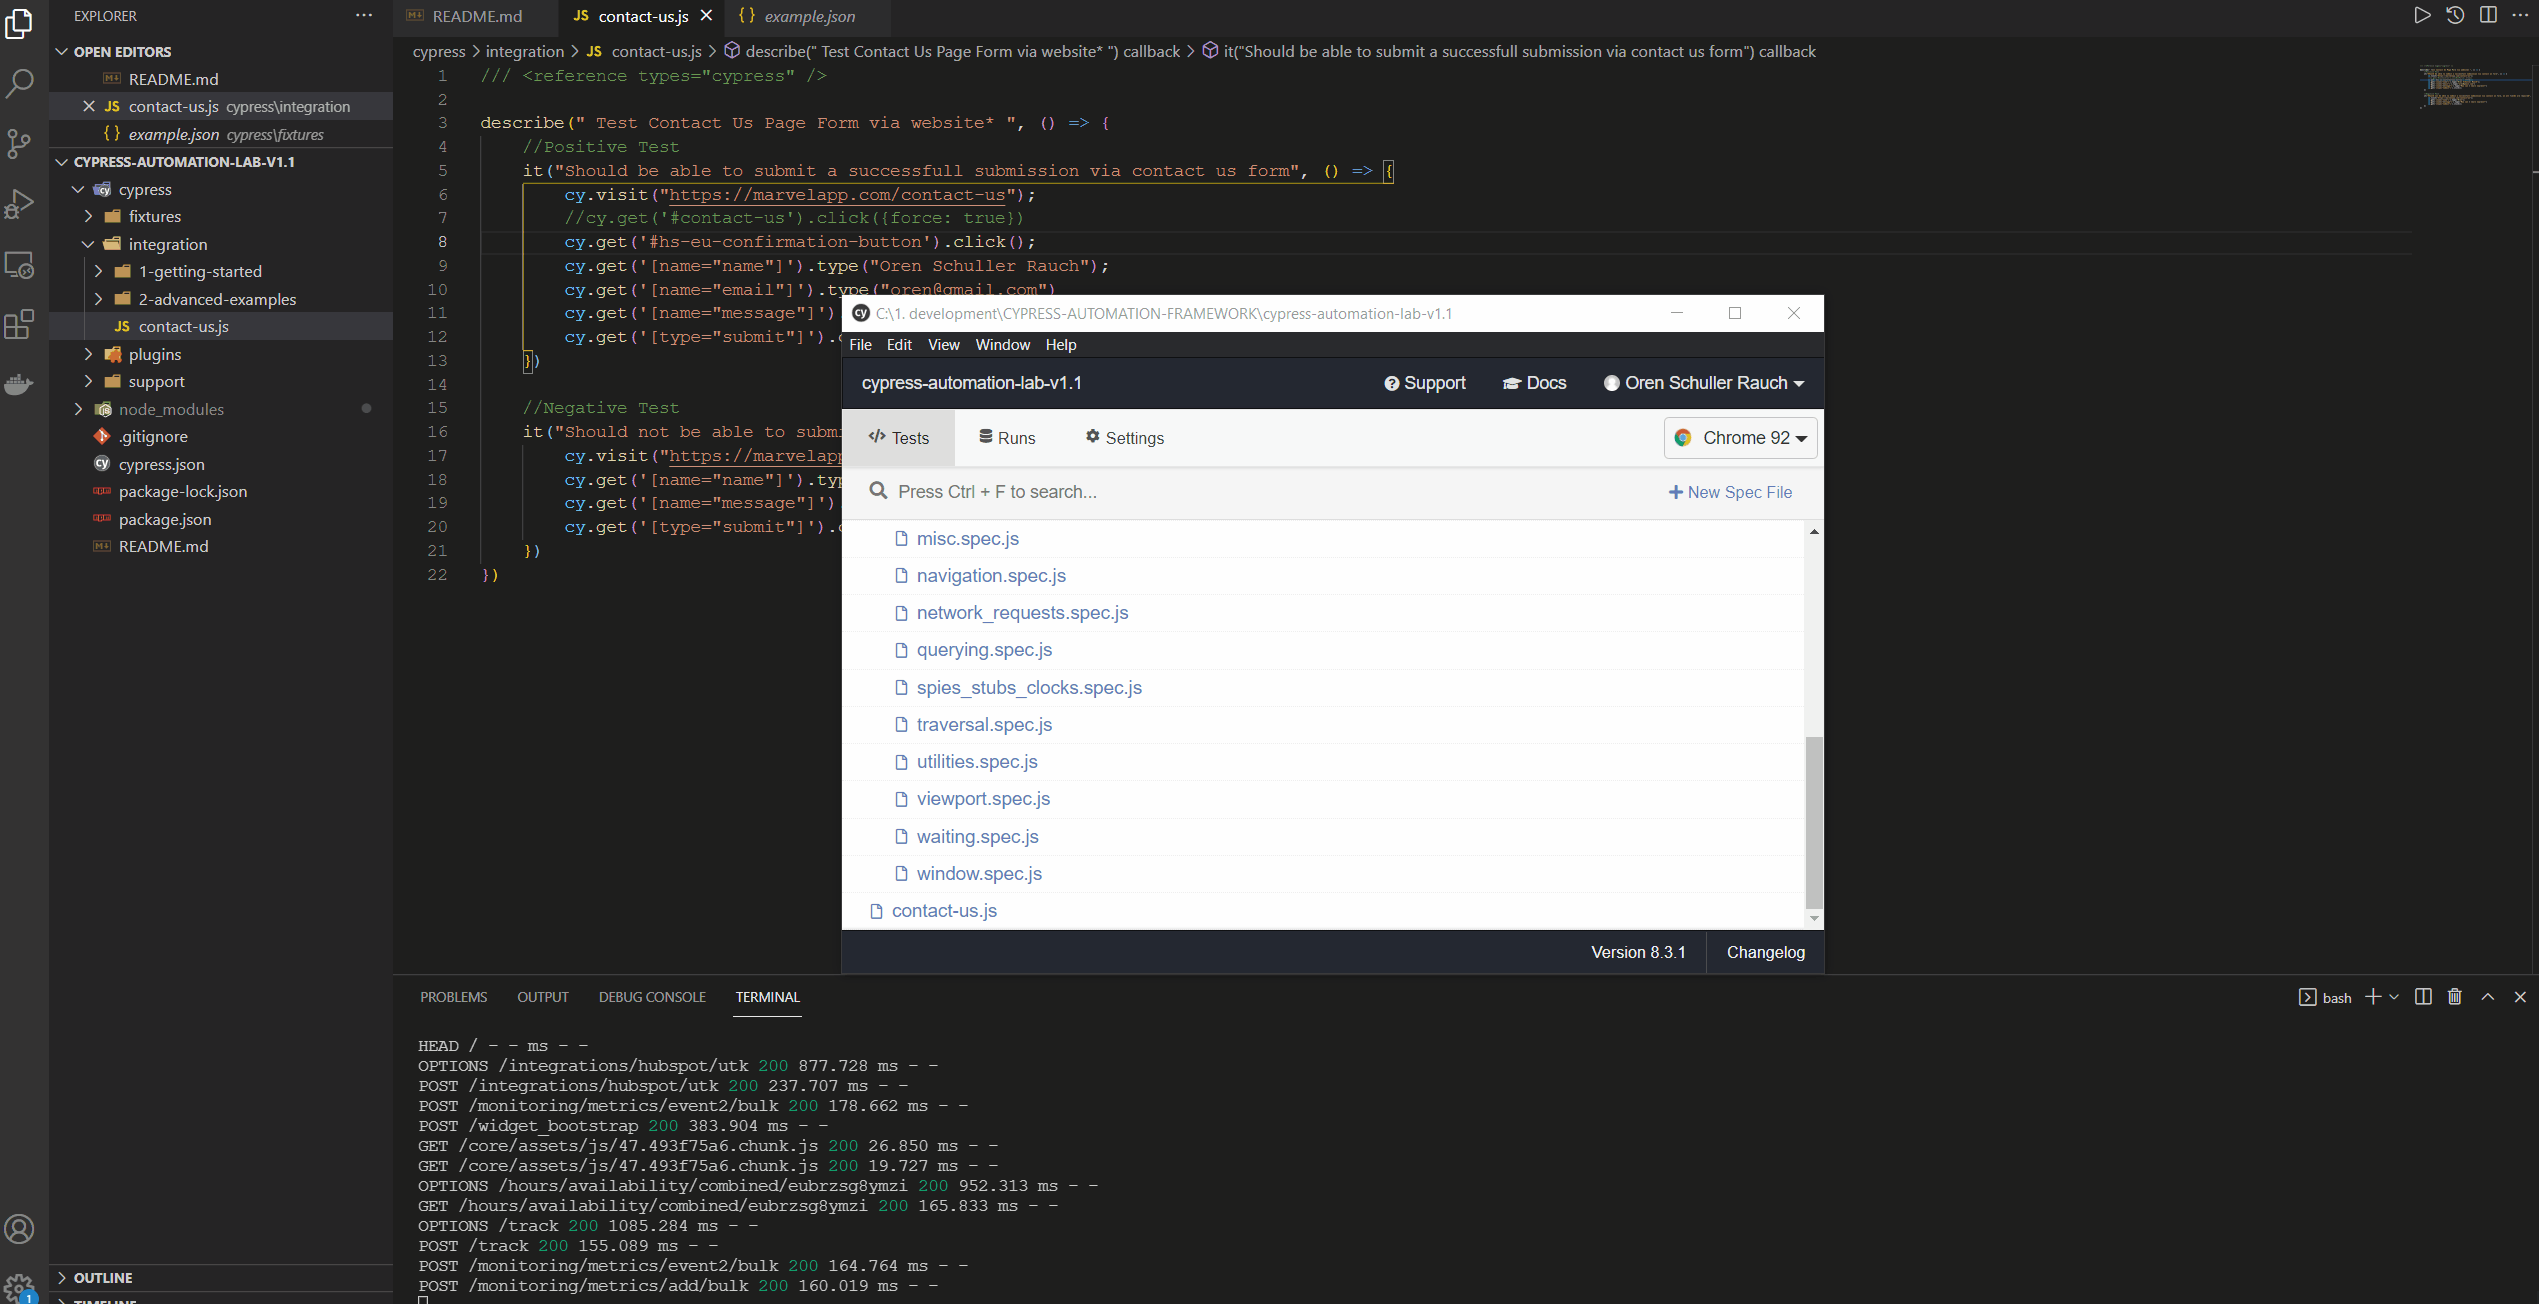 EXPLORER
OPEN EDITORS
README.md
contact-us.js cypress\integration
example.json cypress\fixtures
CYPRESS-AUTOMATION-LAB-V1.1
cypress
fixtures
integration
1-getting-started
2-advanced-examples
JS contact-us.js
plugins
support
node_modules
.gitignore
cypress.json
package-lock.json
package.json
README.md
OUTLINE
TIMELINE
1
README.md
JS contact-us.js
{ } example.json
cypress > integration > JS contact-us.js > describe(" Test Contact Us Page Form via website* ") callback > it("Should be able to submit a successfull submission via contact us form") callback
1 /// <reference types="cypress" />
2
3 describe(" Test Contact Us Page Form via website* ", () => {
4 //Positive Test
5 it("Should be able to submit a successfull submission via contact us form", () => {
6 cy.visit("https://marvelapp.com/contact-us");
7 //cy.get('#contact-us').click({force: true})
8 cy.get('#hs-eu-confirmation-button').click();
9 cy.get('[name="name"]').type("Oren Schuller Rauch");
10 cy.get('[name="email"]').type("oren@gmail.com")
11 cy.get('[name="message"]')
12 cy.get('[type="submit"]').
13 })
14
15 //Negative Test
16 it("Should not be able to subm
17 cy.visit("https://marvelapp
18 cy.get('[name="name"]').typ
19 cy.get('[name="message"]')
20 cy.get('[type="submit"]').
21 })
22 })
C:\1. development\CYPRESS-AUTOMATION-FRAMEWORK\cypress-automation-lab-v1.1
File Edit View Window Help
cypress-automation-lab-v1.1 Support Docs Oren Schuller Rauch
Tests Runs Settings Chrome 92
Press Ctrl + F to search... New Spec File
misc.spec.js
navigation.spec.js
network_requests.spec.js
querying.spec.js
spies_stubs_clocks.spec.js
traversal.spec.js
utilities.spec.js
viewport.spec.js
waiting.spec.js
window.spec.js
contact-us.js
Version 8.3.1 Changelog
PROBLEMS OUTPUT DEBUG CONSOLE TERMINAL bash
HEAD / - - ms - -
OPTIONS /integrations/hubspot/utk 200 877.728 ms - -
POST /integrations/hubspot/utk 200 237.707 ms - -
POST /monitoring/metrics/event2/bulk 200 178.662 ms - -
POST /widget_bootstrap 200 383.904 ms - -
GET /core/assets/js/47.493f75a6.chunk.js 200 26.850 ms - -
GET /core/assets/js/47.493f75a6.chunk.js 200 19.727 ms - -
OPTIONS /hours/availability/combined/eubrzsg8ymzi 200 952.313 ms - -
GET /hours/availability/combined/eubrzsg8ymzi 200 165.833 ms - -
OPTIONS /track 200 1085.284 ms - -
POST /track 200 155.089 ms - -
POST /monitoring/metrics/event2/bulk 200 164.764 ms - -
POST /monitoring/metrics/add/bulk 200 160.019 ms - -